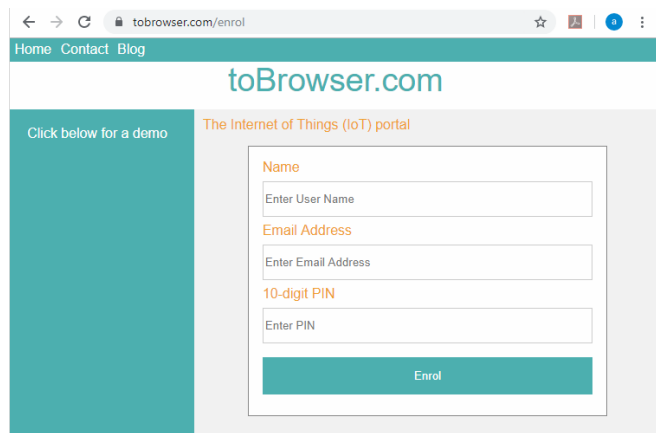 tobrowser.com/enrol
a
Home Contact Blog
toBrowser.com
Click below for a demo
The Internet of Things (IoT) portal
Name
Enter User Name
Email Address
Enter Email Address
10-digit PIN
Enter PIN
Enrol